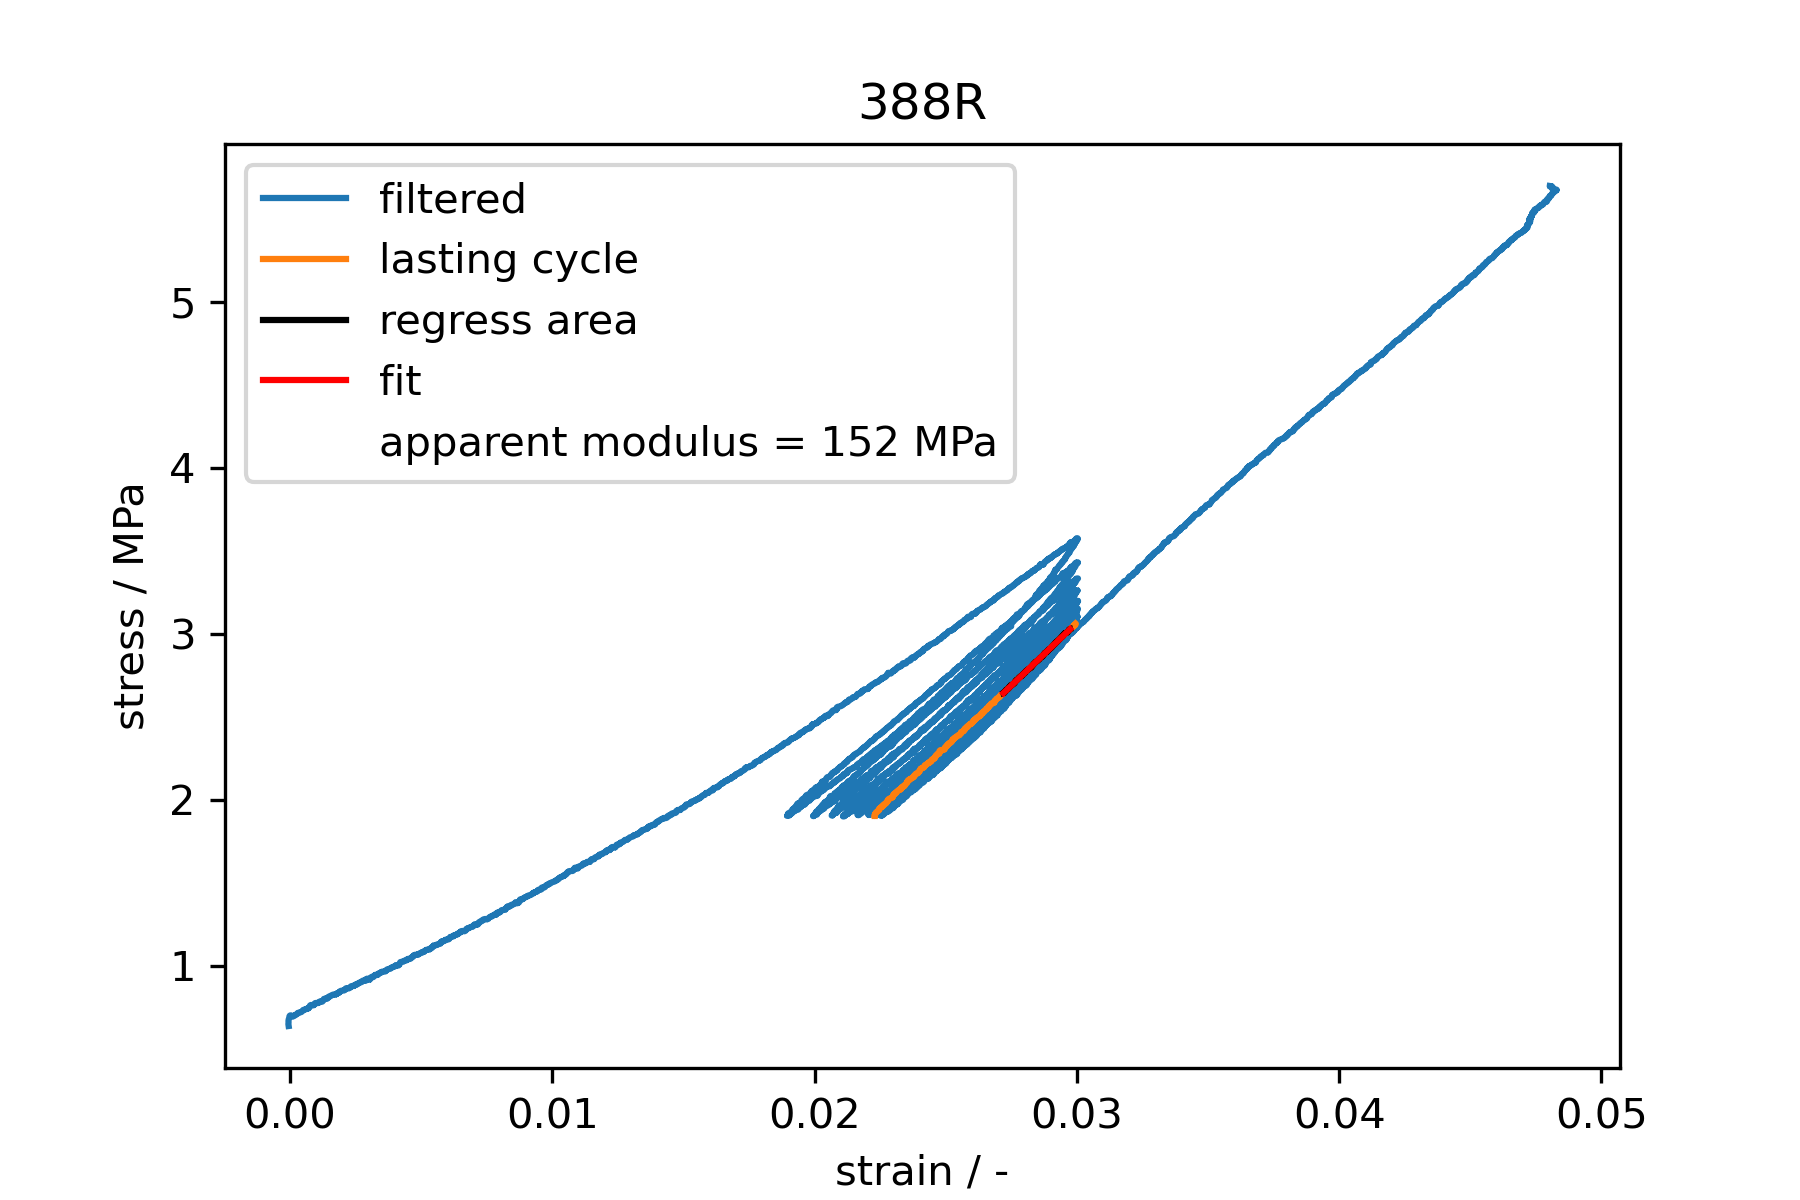 388R
filtered
lasting cycle
regress area
fit
apparent modulus = 152 MPa
stress / MPa
5
4
3
2
1
0.00 0.01 0.02 0.03 0.04 0.05
strain / -